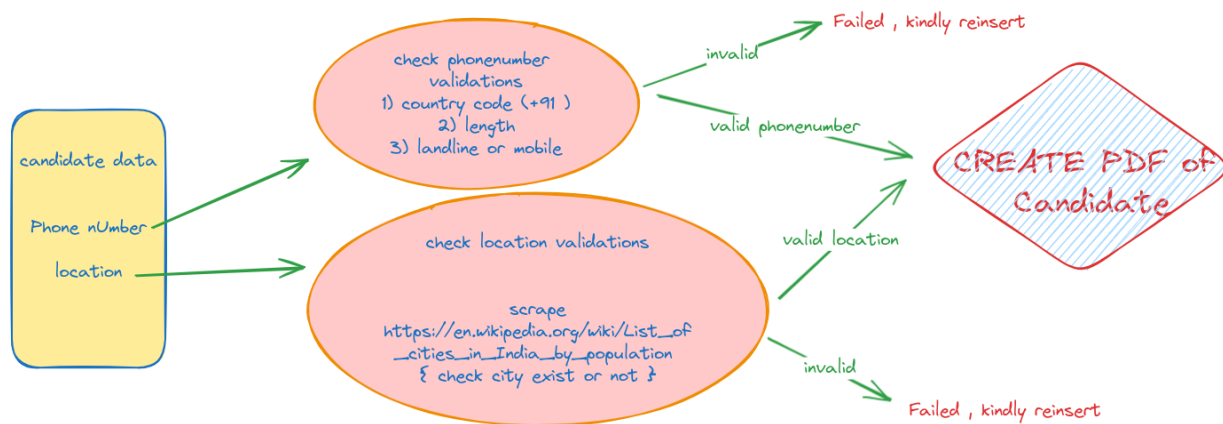 candidate data
Phone nUmber
location
check phonenumber
validations
1) country code (+91 )
2) length
3) landline or mobile
check location validations
scrape
https://en.wikipedia.org/wiki/List_of
_cities_in_India_by_population
{ check city exist or not }
invalid
Failed , kindly reinsert
valid phonenumber
valid location
invalid
Failed , kindly reinsert
CREATE PDF of
Candidate